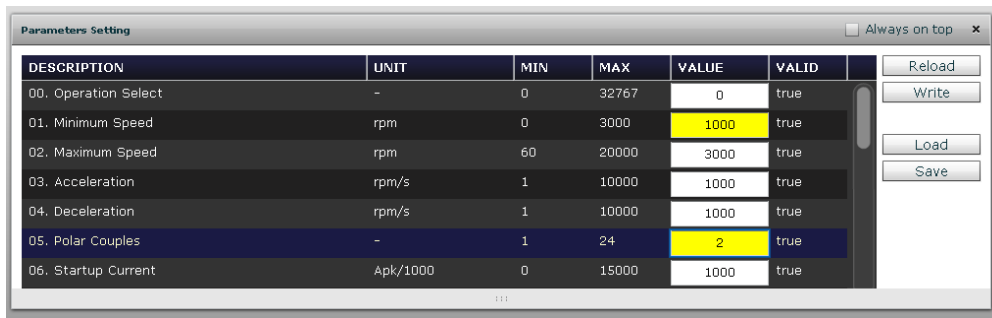 Parameters Setting Always on top ×
DESCRIPTION UNIT MIN MAX VALUE VALID Reload
00. Operation Select - 0 32767 0 true Write
01. Minimum Speed rpm 0 3000 1000 true
02. Maximum Speed rpm 60 20000 3000 true Load
03. Acceleration rpm/s 1 10000 1000 true Save
04. Deceleration rpm/s 1 10000 1000 true
05. Polar Couples - 1 24 2 true
06. Startup Current Apk/1000 0 15000 1000 true